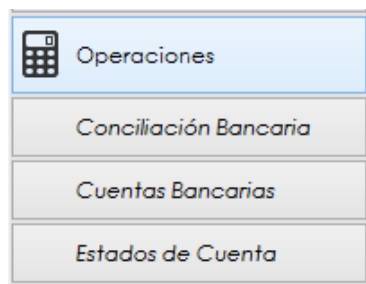 Operaciones
Conciliación Bancaria
Cuentas Bancarias
Estados de Cuenta